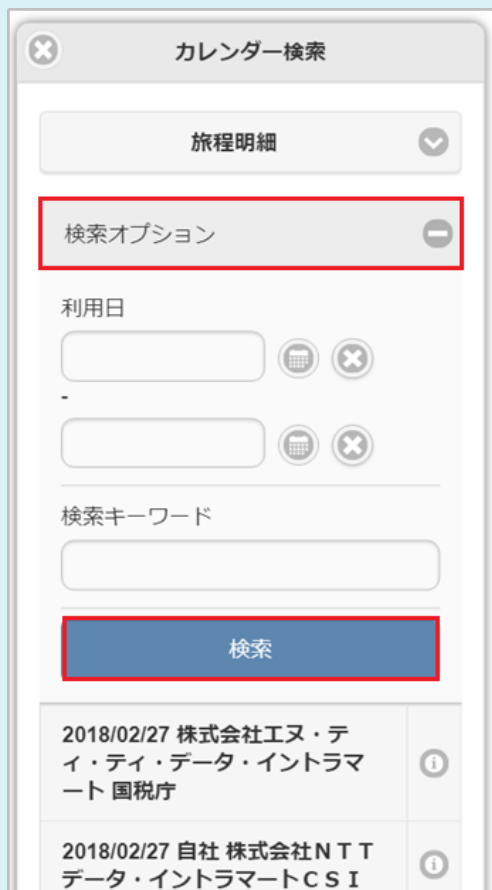 カレンダー検索
旅程明細
検索オプション
利用日
-
検索キーワード
検索
2018/02/27 株式会社エヌ・テ
ィ・ティ・データ・イントラマ
ート 国税庁
2018/02/27 自社 株式会社ＮＴＴ
データ・イントラマートＣＳＩ